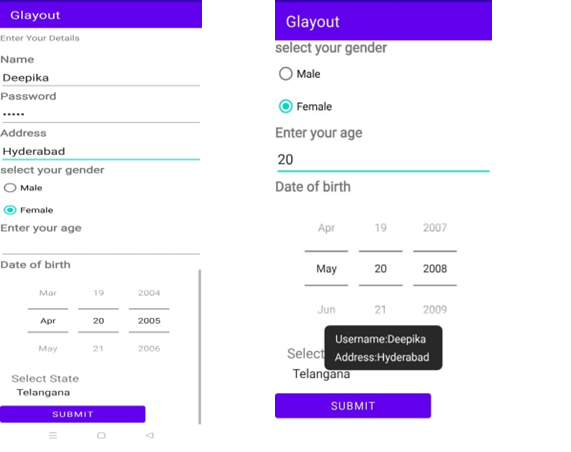 Glayout
Enter Your Details
Name
Deepika
Password
•••••
Address
Hyderabad
select your gender
Male
Female
Enter your age
Date of birth
Mar 19 2004
Apr 20 2005
May 21 2006
Select State
Telangana
SUBMIT
Glayout
select your gender
Male
Female
Enter your age
20
Date of birth
Apr 19 2007
May 20 2008
Jun 21 2009
Username:Deepika
Address:Hyderabad
Select
Telangana
SUBMIT